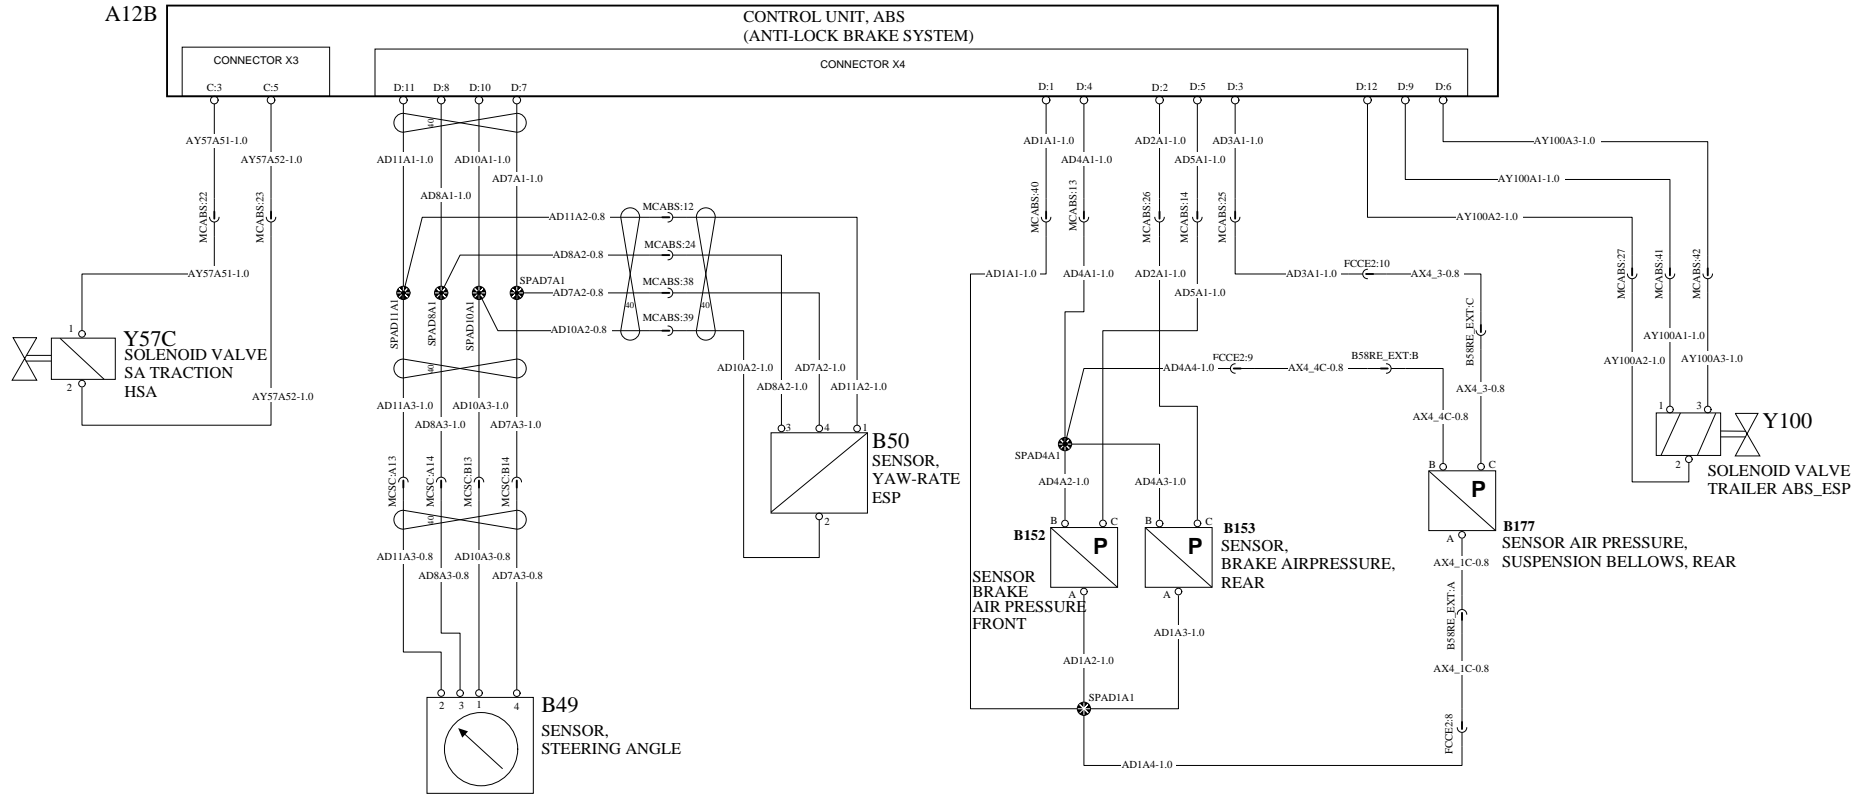 A12B
CONTROL UNIT, ABS
(ANTI-LOCK BRAKE SYSTEM)
CONNECTOR X3
CONNECTOR X4
C:3
C:5
D:11
D:8
D:10
D:7
D:1
D:4
D:2
D:5
D:3
D:12
D:9
D:6
40
AY57A51-1.0
AY57A52-1.0
AD11A1-1.0
AD10A1-1.0
AD7A1-1.0
AD8A1-1.0
AD1A1-1.0
AD4A1-1.0
AD2A1-1.0
AD5A1-1.0
AD3A1-1.0
AY100A3-1.0
AY100A1-1.0
AY100A2-1.0
MCABS:22
MCABS:23
MCABS:40
MCABS:13
MCABS:26
MCABS:14
MCABS:25
MCABS:27
MCABS:41
MCABS:42
AD11A2-0.8
MCABS:12
AD8A2-0.8
MCABS:24
AD7A2-0.8
MCABS:38
AD10A2-0.8
MCABS:39
40
40
SPAD7A1
SPAD11A1
SPAD8A1
SPAD10A1
AY57A51-1.0
AD1A1-1.0
AD4A1-1.0
AD2A1-1.0
AD5A1-1.0
AD3A1-1.0
FCCE2:10
AX4_3-0.8
B58RE_EXT:C
AY100A1-1.0
AY100A2-1.0
AY100A3-1.0
1
2
Y57C
SOLENOID VALVE
SA TRACTION
HSA
AY57A52-1.0
40
AD11A3-1.0
AD10A3-1.0
AD8A3-1.0
AD7A3-1.0
AD10A2-1.0
AD7A2-1.0
AD8A2-1.0
AD11A2-1.0
AD4A4-1.0
FCCE2:9
AX4_4C-0.8
B58RE_EXT:B
AX4_3-0.8
AX4_4C-0.8
1
3
2
Y100
SOLENOID VALVE
TRAILER ABS_ESP
3
4
1
2
B50
SENSOR,
YAW-RATE
ESP
SPAD4A1
AD4A2-1.0
AD4A3-1.0
MCSC:A13
MCSC:A14
MCSC:B13
MCSC:B14
40
AD11A3-0.8
AD10A3-0.8
AD8A3-0.8
AD7A3-0.8
B
C
P
A
B152
SENSOR
BRAKE
AIR PRESSURE
FRONT
B
C
P
A
B153
SENSOR,
BRAKE AIRPRESSURE,
REAR
B
C
P
A
B177
SENSOR AIR PRESSURE,
SUSPENSION BELLOWS, REAR
AX4_1C-0.8
B58RE_EXT:A
AX4_1C-0.8
FCCE2:8
AD1A3-1.0
AD1A2-1.0
SPAD1A1
AD1A4-1.0
2
3
1
4
B49
SENSOR,
STEERING ANGLE